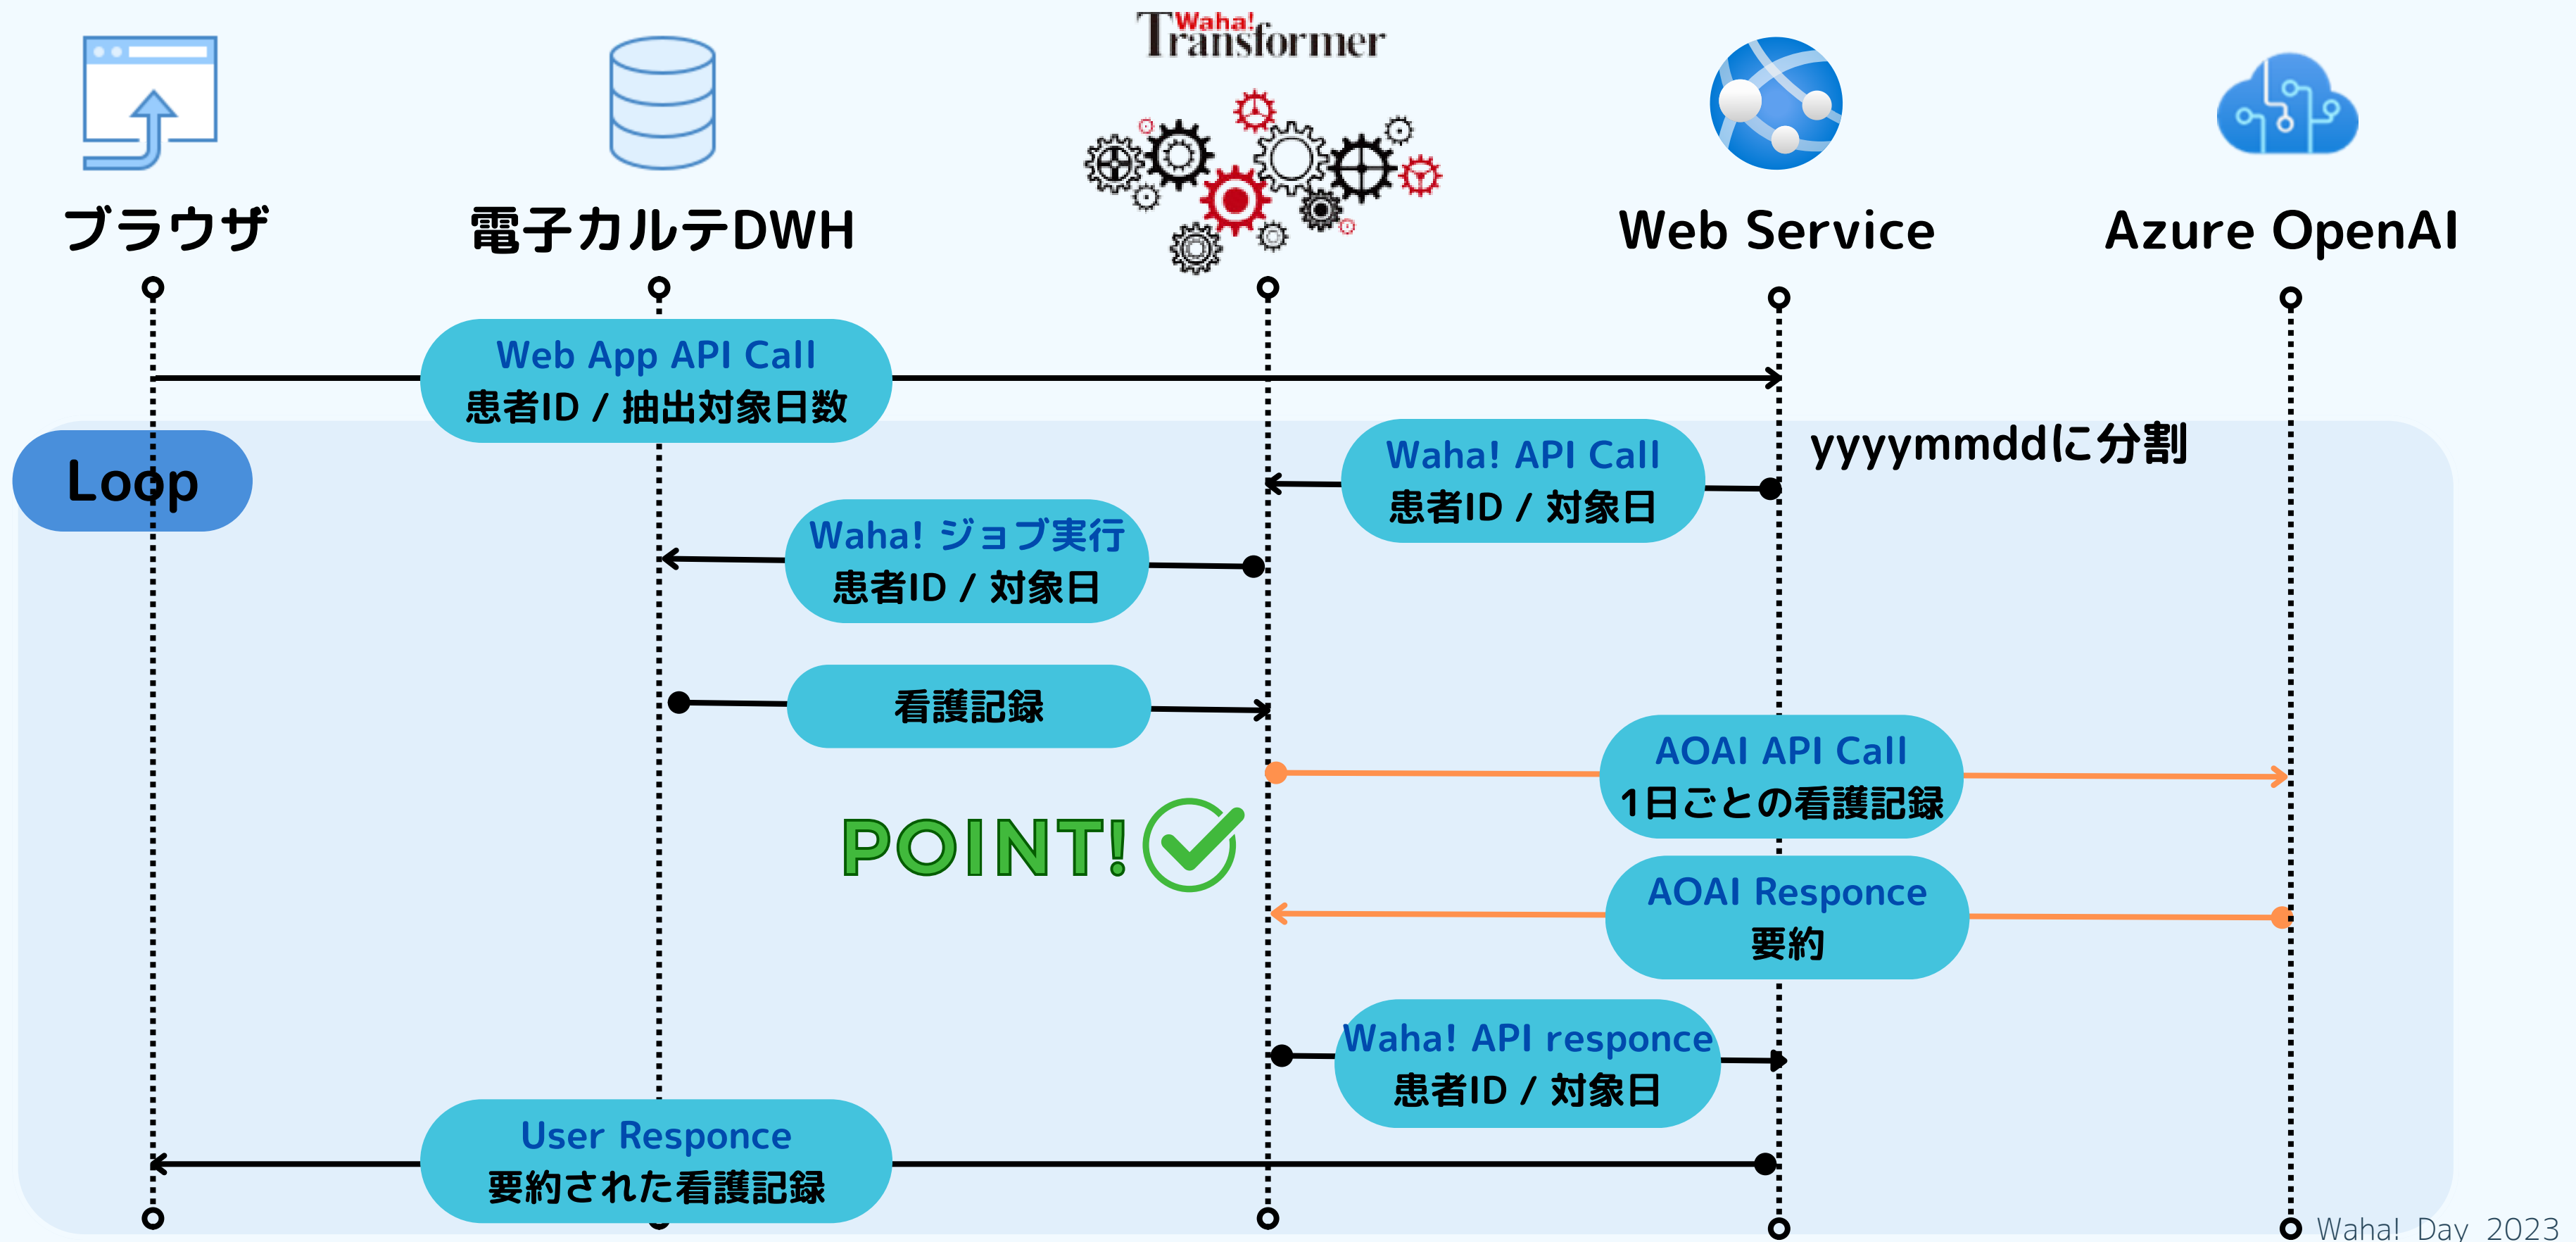 Waha!
Transformer
ブラウザ
電子カルテDWH
Web Service
Azure OpenAI
Web App API Call
患者ID / 抽出対象日数
Loop
Waha! API Call
患者ID / 対象日
yyyymmddに分割
Waha! ジョブ実行
患者ID / 対象日
看護記録
AOAI API Call
1日ごとの看護記録
POINT!
AOAI Responce
要約
Waha! API responce
患者ID / 対象日
User Responce
要約された看護記録
Waha! Day 2023